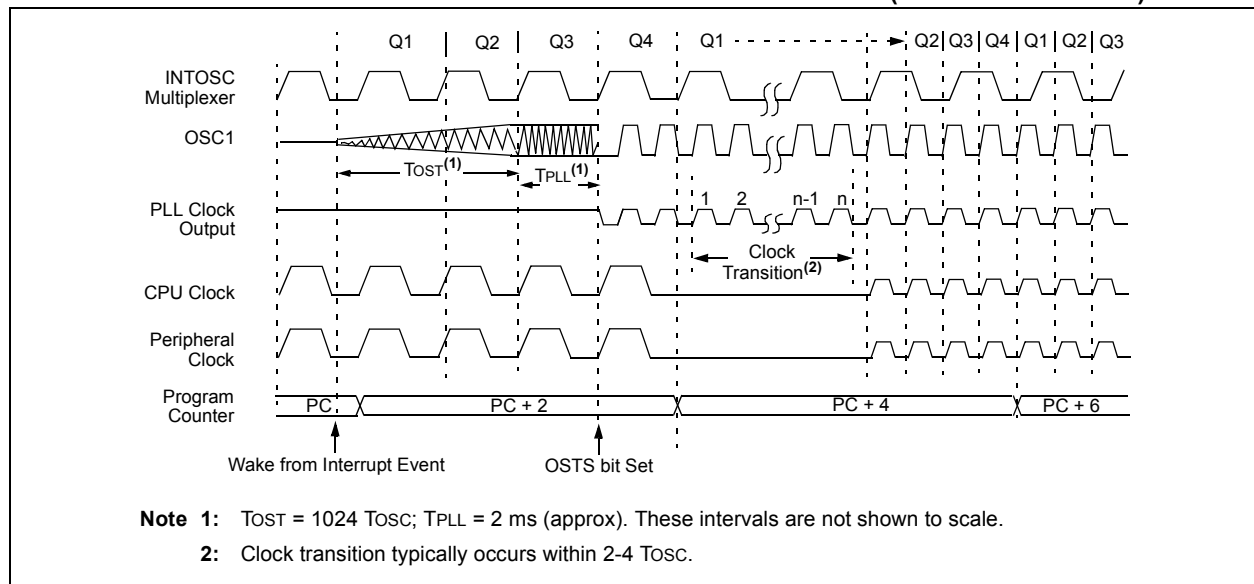 Q1 Q2 Q3 Q4 Q1 Q2 Q3 Q4 Q1 Q2 Q3
INTOSC
Multiplexer
OSC1
TOST(1)
TPLL(1)
1 2 n-1 n
PLL Clock
Output
Clock
Transition(2)
CPU Clock
Peripheral
Clock
Program
Counter
PC PC + 2 PC + 4 PC + 6
Wake from Interrupt Event OSTS bit Set
Note 1: TOST = 1024 TOSC; TPLL = 2 ms (approx). These intervals are not shown to scale.
2: Clock transition typically occurs within 2-4 TOSC.